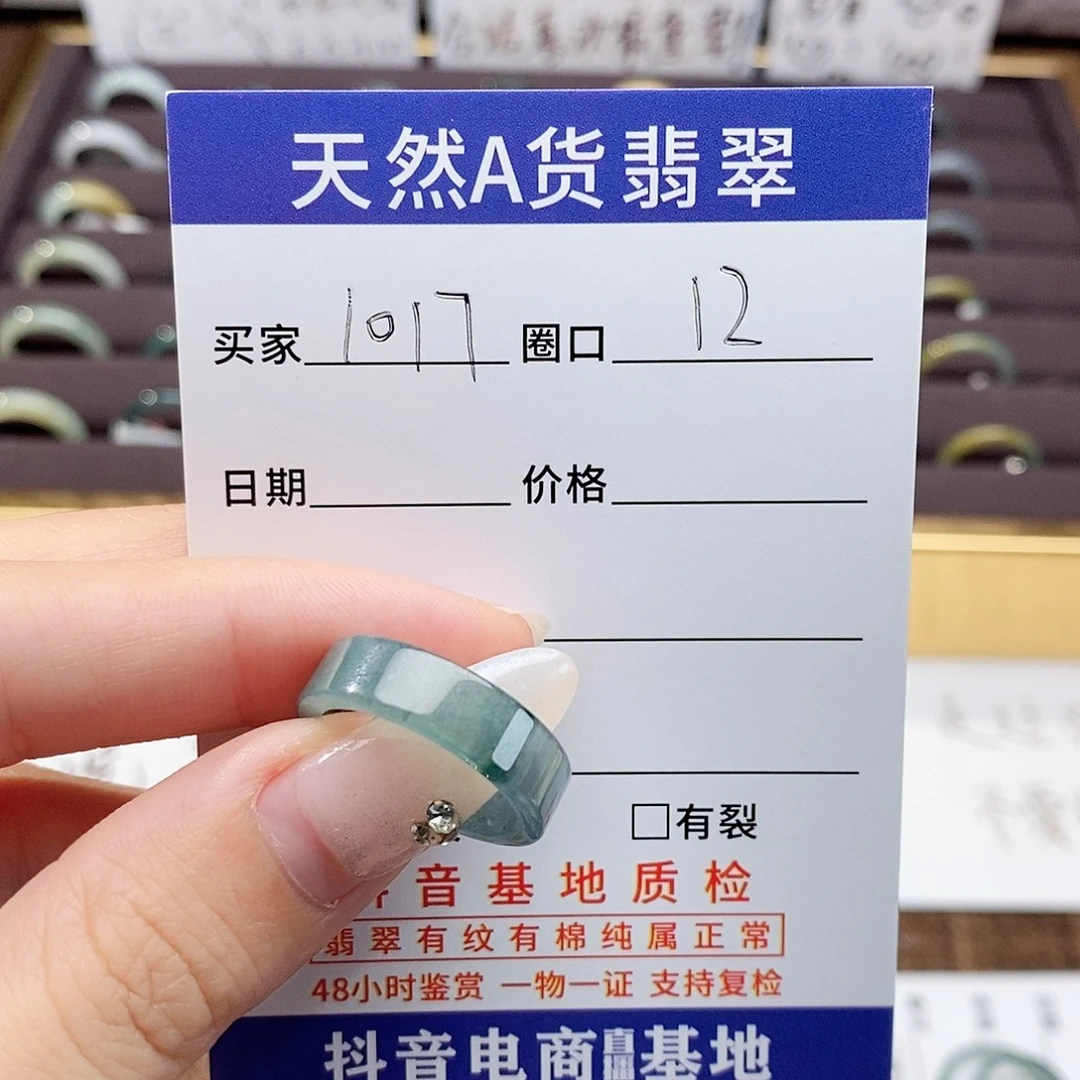 天然A货翡翠
买家 1017 圈口 12
日期 价格
有裂
音基地质检
翡翠有纹有棉纯属正常
48小时鉴赏 一物一证 支持复检
抖音电商直播基地